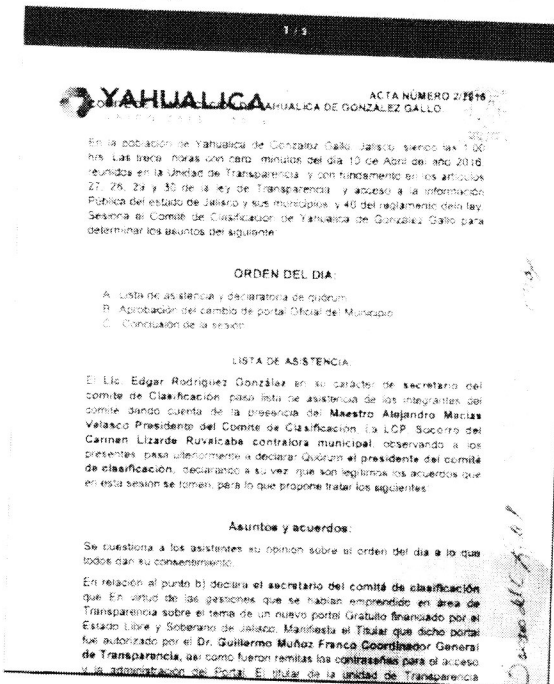 1 / 3
YAHUALICA
ACTA NÚMERO 2/2016
YAHUALICA DE GONZALEZ GALLO
En la población de Yahualica de González Gallo, Jalisco, siendo las 1:00
hrs. Las trece horas con cero minutos del día 10 de Abril del año 2016
reunidos en la Unidad de Transparencia y con fundamento en los artículos
27, 28, 29 y 30 de la ley de Transparencia y acceso a la información
Pública del estado de Jalisco y sus municipios y 40 del reglamento dela ley
Sesiona el Comité de Clasificación de Yahualica de González Gallo para
determinar los asuntos del siguiente:
ORDEN DEL DIA:
A. Lista de asistencia y declaratoria de quórum
B. Aprobación del cambio de portal Oficial del Municipio
C. Conclusión de la sesión
LISTA DE ASISTENCIA:
El Lic. Edgar Rodríguez González en su carácter de secretario del
comité de Clasificación, pasa lista de asistencia de los integrantes del
comité dando cuenta de la presencia del Maestro Alejandro Macías
Velasco Presidente del Comité de Clasificación, La LCP Socorro del
Carmen Lizarde Ruvalcaba contralora municipal, observando a los
presentes, pasa ulteriormente a declarar Quórum el presidente del comité
de clasificación, declarando a su vez, que son legítimos los acuerdos que
en esta sesión se tomen, para lo que propone tratar los siguientes
Asuntos y acuerdos:
Se cuestiona a los asistentes su opinión sobre el orden del día a lo que
todos dan su consentimiento.
En relación al punto b) declara el secretario del comité de clasificación
que En virtud de las gestiones que se habían emprendido en área de
Transparencia sobre el tema de un nuevo portal Gratuito financiado por el
Estado Libre y Soberano de Jalisco, Manifiesta el Titular que dicho portal
fue autorizado por el Dr. Guillermo Muñoz Franco Coordinador General
de Transparencia, así como fueron remitas las contraseñas para el acceso
y la administración del Portal. El titular de la unidad de Transparencia